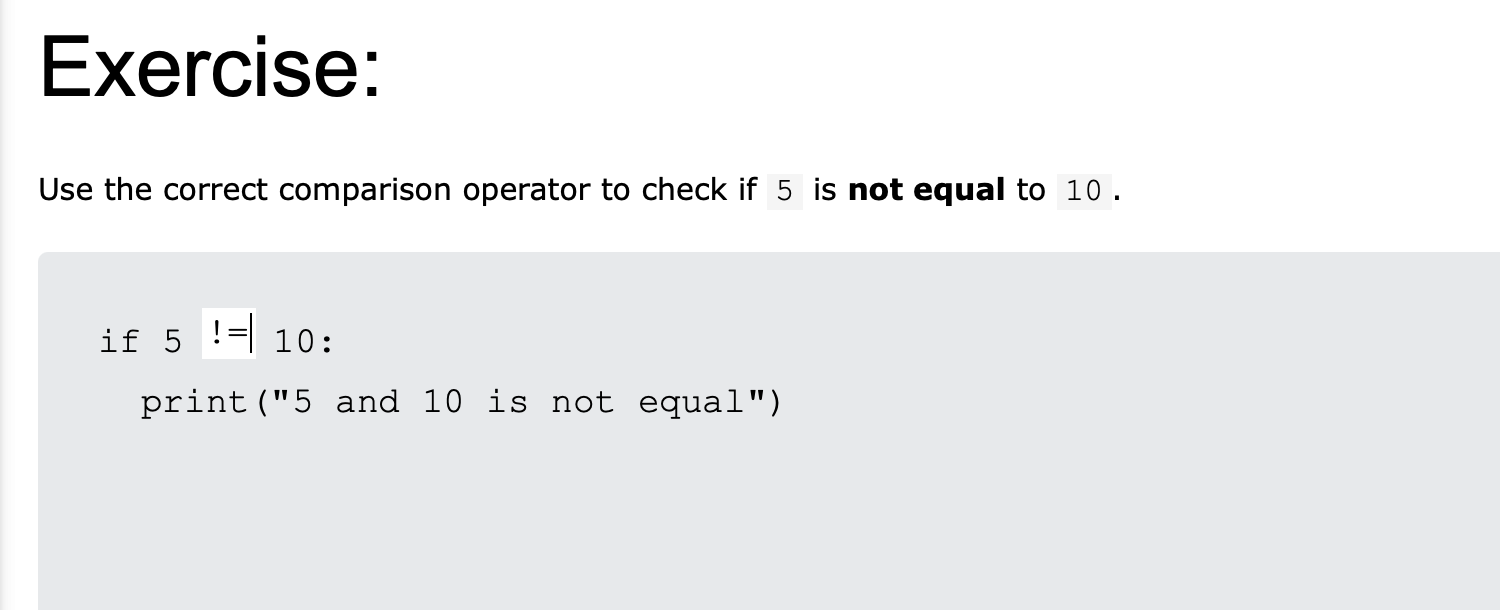 Exercise:
Use the correct comparison operator to check if 5 is not equal to 10.
if 5 != 10:
print("5 and 10 is not equal")